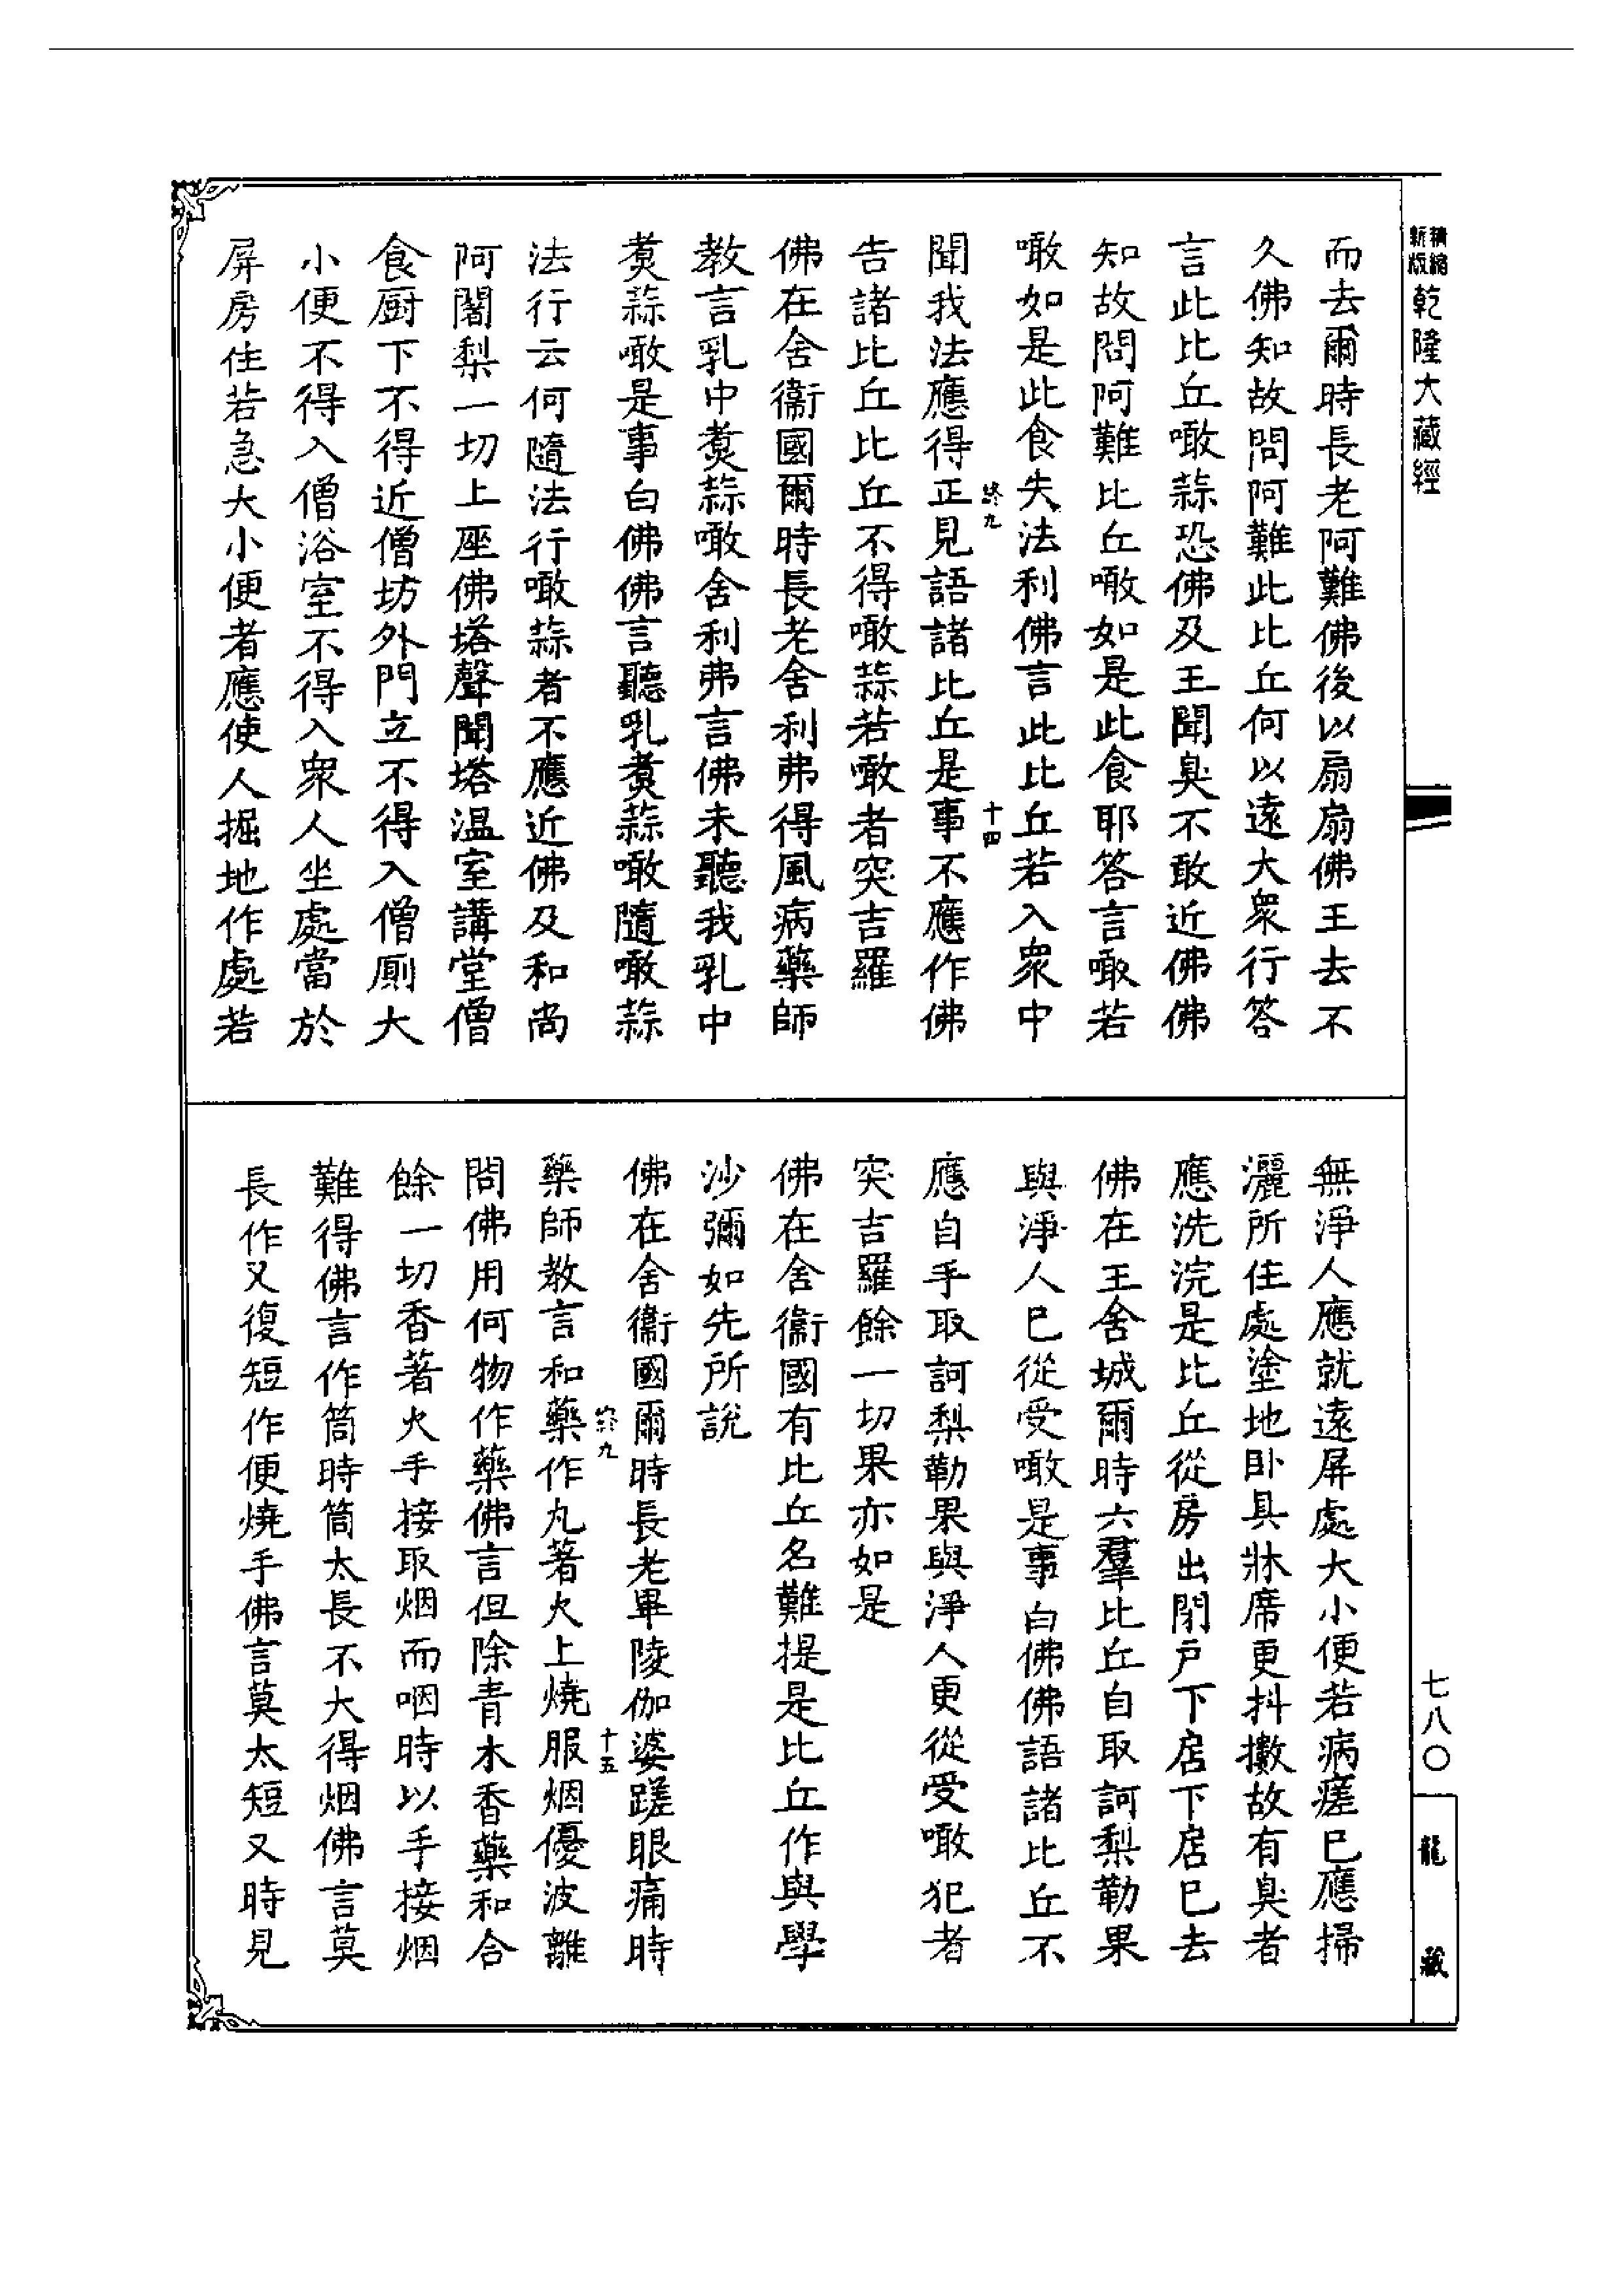 精縮新版乾隆大藏經
而去爾時長老阿難佛後以扇扇佛王去不
久佛知故問阿難此比丘何以遠大衆行答
言此比丘噉蒜恐佛及王聞臭不敢近佛佛
知故問阿難比丘噉如是此食耶答言噉若
噉如是此食失法利佛言此比丘若入衆中
終九
十四
聞我法應得正見語諸比丘是事不應作佛
告諸比丘比丘不得噉蒜若噉者突吉羅
佛在舍衞國爾時長老舍利弗得風病藥師
教言乳中煑蒜噉舍利弗言佛未聽我乳中
煑蒜噉是事白佛佛言聽乳煑蒜噉隨噉蒜
法行云何隨法行噉蒜者不應近佛及和尚
阿闍梨一切上座佛塔聲聞塔温室講堂僧
食厨下不得近僧坊外門立不得入僧厠大
小便不得入僧浴室不得入衆人坐處當於
屏房住若急大小便者應使人掘地作處若
無淨人應就遠屏處大小便若病瘥已應掃
灑所住處塗地卧具牀席更抖擻故有臭者
應洗浣是比丘從房出閉戸下居下居已去
佛在王舍城爾時六羣比丘自取訶梨勒果
與淨人已從受噉是事白佛佛語諸比丘不
應自手取訶梨勒果與淨人更從受噉犯者
突吉羅餘一切果亦如是
佛在舍衞國有比丘名難提是比丘作與學
沙彌如先所說
佛在舍衞國爾時長老畢陵伽婆蹉眼痛時
終九
十五
藥師教言和藥作丸著火上燒服烟優波離
問佛用何物作藥佛言但除青木香藥和合
餘一切香著火手接取烟而咽時以手接烟
難得佛言作筒時筒太長不大得烟佛言莫
長作又復短作便燒手佛言莫太短又時見
七八〇
龍藏